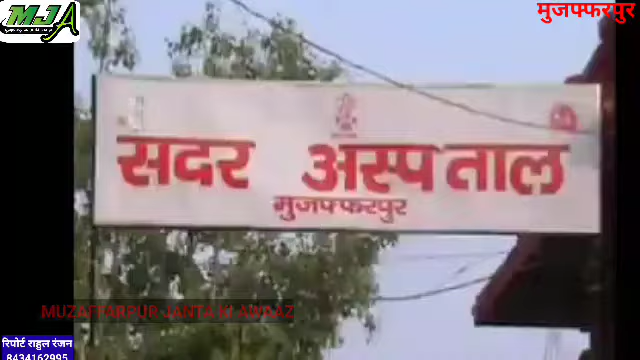 MJA
मुजफ्फरपुर
सदर अस्पताल
मुजफ्फरपुर
MUZAFFARPUR JANTA KI AWAAZ
रिपोर्ट राहुल रंजन
8434162995